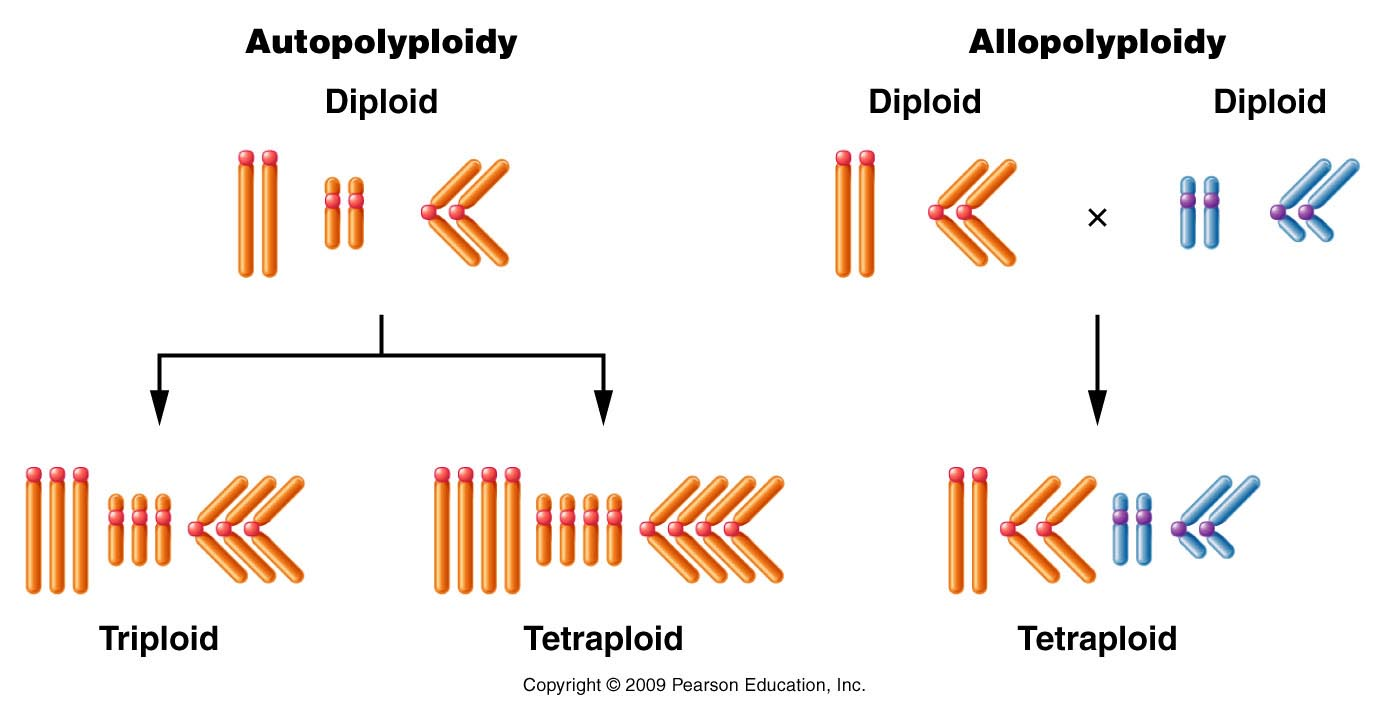 Autopolyploidy
Diploid
Triploid
Tetraploid
Allopolyploidy
Diploid
×
Diploid
Tetraploid
Copyright © 2009 Pearson Education, Inc.